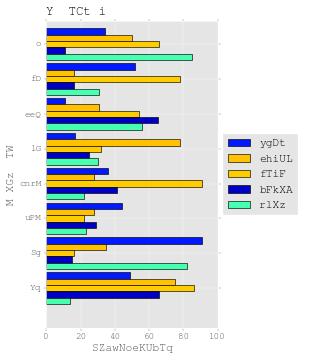 Y  TCt i
o
fD
eeQ
lG
cnrM
uPM
Sg
Yq
M XGz  TW
0 20 40 60 80 100
SZawNoeKUbTq
ygDt
ehiUL
fTiF
bFkXA
rlXz